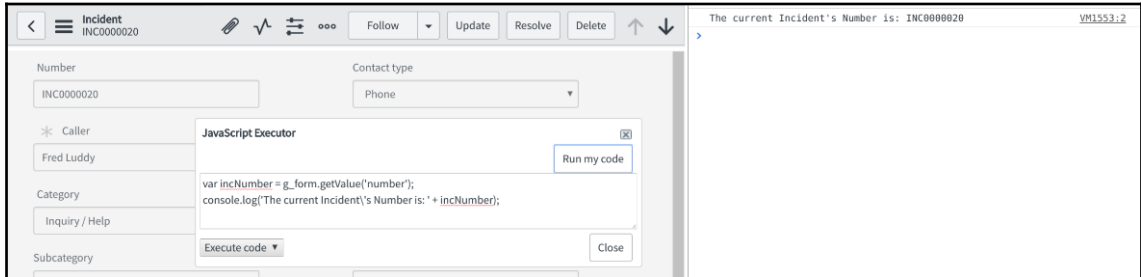 Incident
INC0000020
Follow
Update
Resolve
Delete
Number
Contact type
INC0000020
Phone
Caller
Fred Luddy
Category
Inquiry / Help
Subcategory
JavaScript Executor
Run my code
var incNumber = g_form.getValue('number');
console.log('The current Incident\'s Number is: ' + incNumber);
Execute code
Close
The current Incident's Number is: INC0000020
VM1553:2